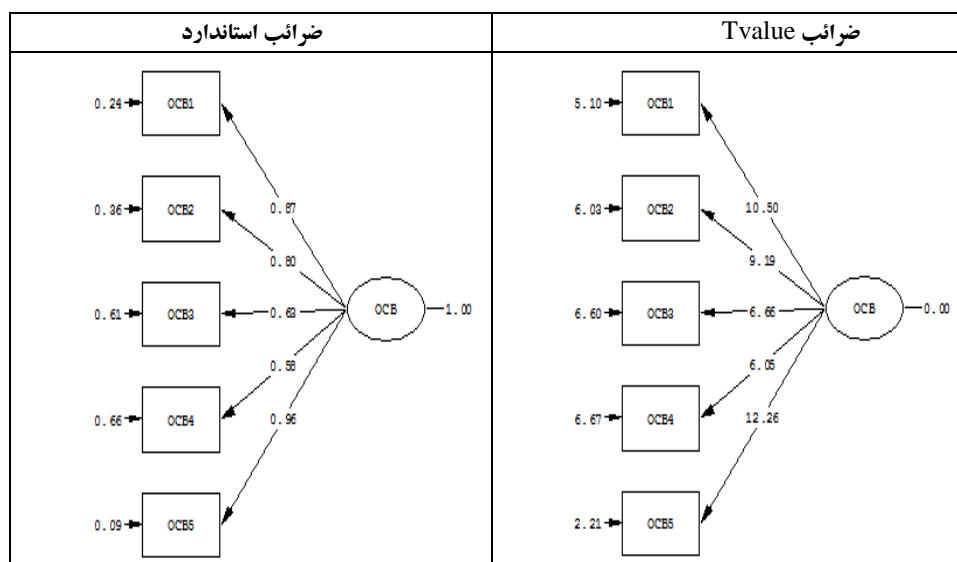 ضرائب استاندارد
ضرائب Tvalue
0.24 OCB1
0.87
0.36 OCB2
0.80
0.61 OCB3 0.63 OCB 1.00
0.58
0.66 OCB4
0.96
0.09 OCB5
5.10 OCB1
10.50
6.03 OCB2
9.19
6.60 OCB3 6.66 OCB 0.00
6.05
6.67 OCB4
12.26
2.21 OCB5